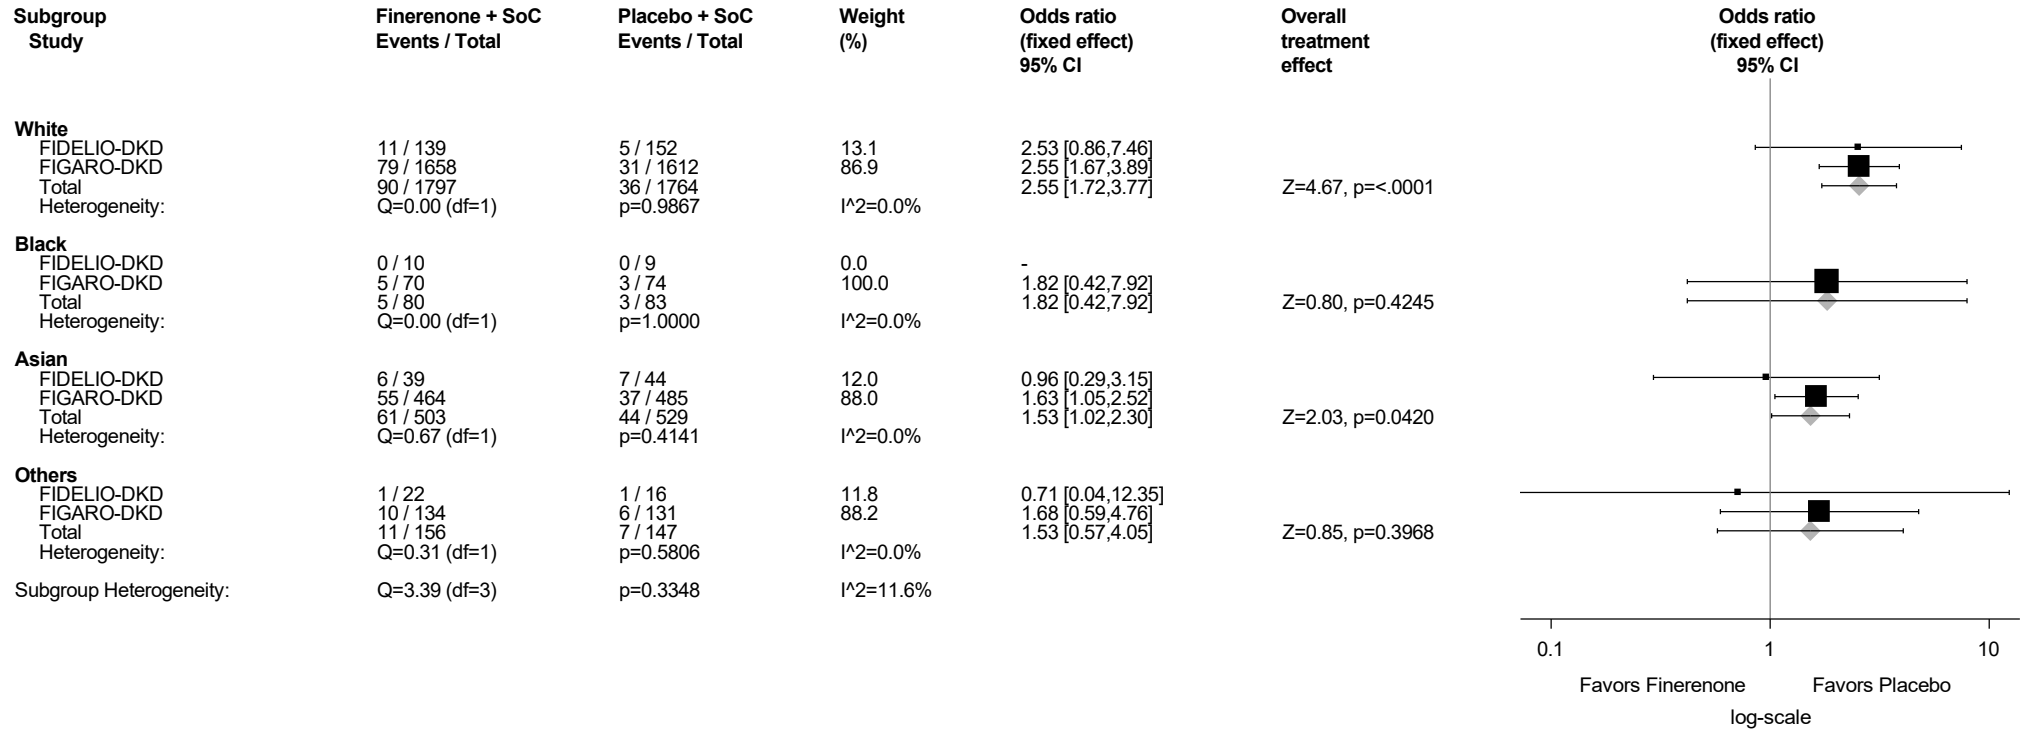 Subgroup Finerenone + SoC Placebo + SoC Weight Odds ratio Overall Odds ratio
Study Events / Total Events / Total (%) (fixed effect) treatment (fixed effect)
95% CI effect 95% CI
White
FIDELIO-DKD 11 / 139 5 / 152 13.1 2.53 [0.86,7.46]
FIGARO-DKD 79 / 1658 31 / 1612 86.9 2.55 [1.67,3.89]
Total 90 / 1797 36 / 1764 2.55 [1.72,3.77] Z=4.67, p=<.0001
Heterogeneity: Q=0.00 (df=1) p=0.9867 I^2=0.0%
Black
FIDELIO-DKD 0 / 10 0 / 9 0.0 -
FIGARO-DKD 5 / 70 3 / 74 100.0 1.82 [0.42,7.92]
Total 5 / 80 3 / 83 1.82 [0.42,7.92] Z=0.80, p=0.4245
Heterogeneity: Q=0.00 (df=1) p=1.0000 I^2=0.0%
Asian
FIDELIO-DKD 6 / 39 7 / 44 12.0 0.96 [0.29,3.15]
FIGARO-DKD 55 / 464 37 / 485 88.0 1.63 [1.05,2.52]
Total 61 / 503 44 / 529 1.53 [1.02,2.30] Z=2.03, p=0.0420
Heterogeneity: Q=0.67 (df=1) p=0.4141 I^2=0.0%
Others
FIDELIO-DKD 1 / 22 1 / 16 11.8 0.71 [0.04,12.35]
FIGARO-DKD 10 / 134 6 / 131 88.2 1.68 [0.59,4.76]
Total 11 / 156 7 / 147 1.53 [0.57,4.05] Z=0.85, p=0.3968
Heterogeneity: Q=0.31 (df=1) p=0.5806 I^2=0.0%
Subgroup Heterogeneity: Q=3.39 (df=3) p=0.3348 I^2=11.6%
0.1 1 10
Favors Finerenone Favors Placebo
log-scale